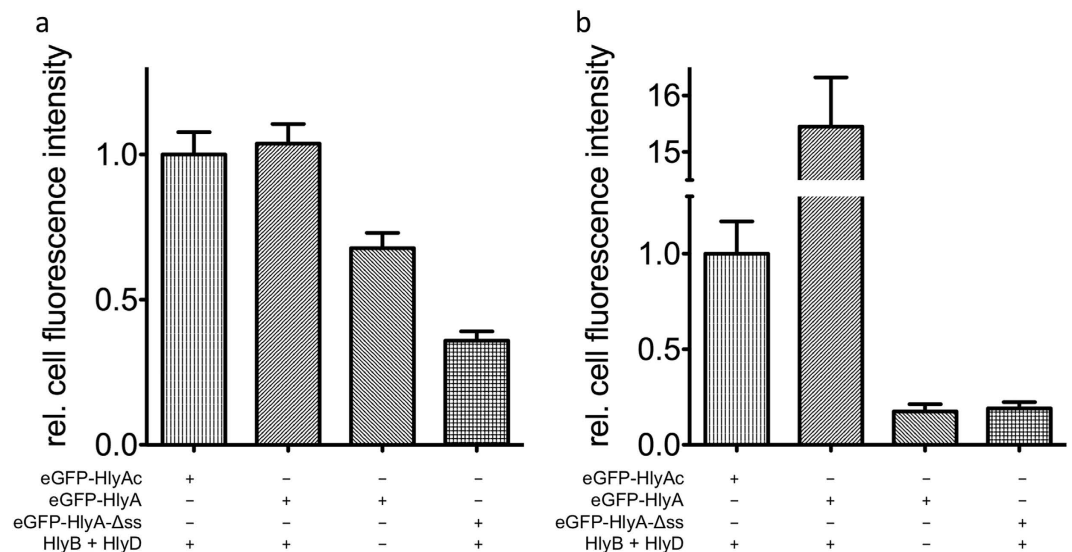 a
rel. cell fluorescence intensity
1.0
0.5
0.0
eGFP-HlyAc + – – –
eGFP-HlyA – + + –
eGFP-HlyA-Δss – – – +
HlyB + HlyD + + – +
b
rel. cell fluorescence intensity
16
15
1.0
0.5
0.0
eGFP-HlyAc + – – –
eGFP-HlyA – + + –
eGFP-HlyA-Δss – – – +
HlyB + HlyD + + – +